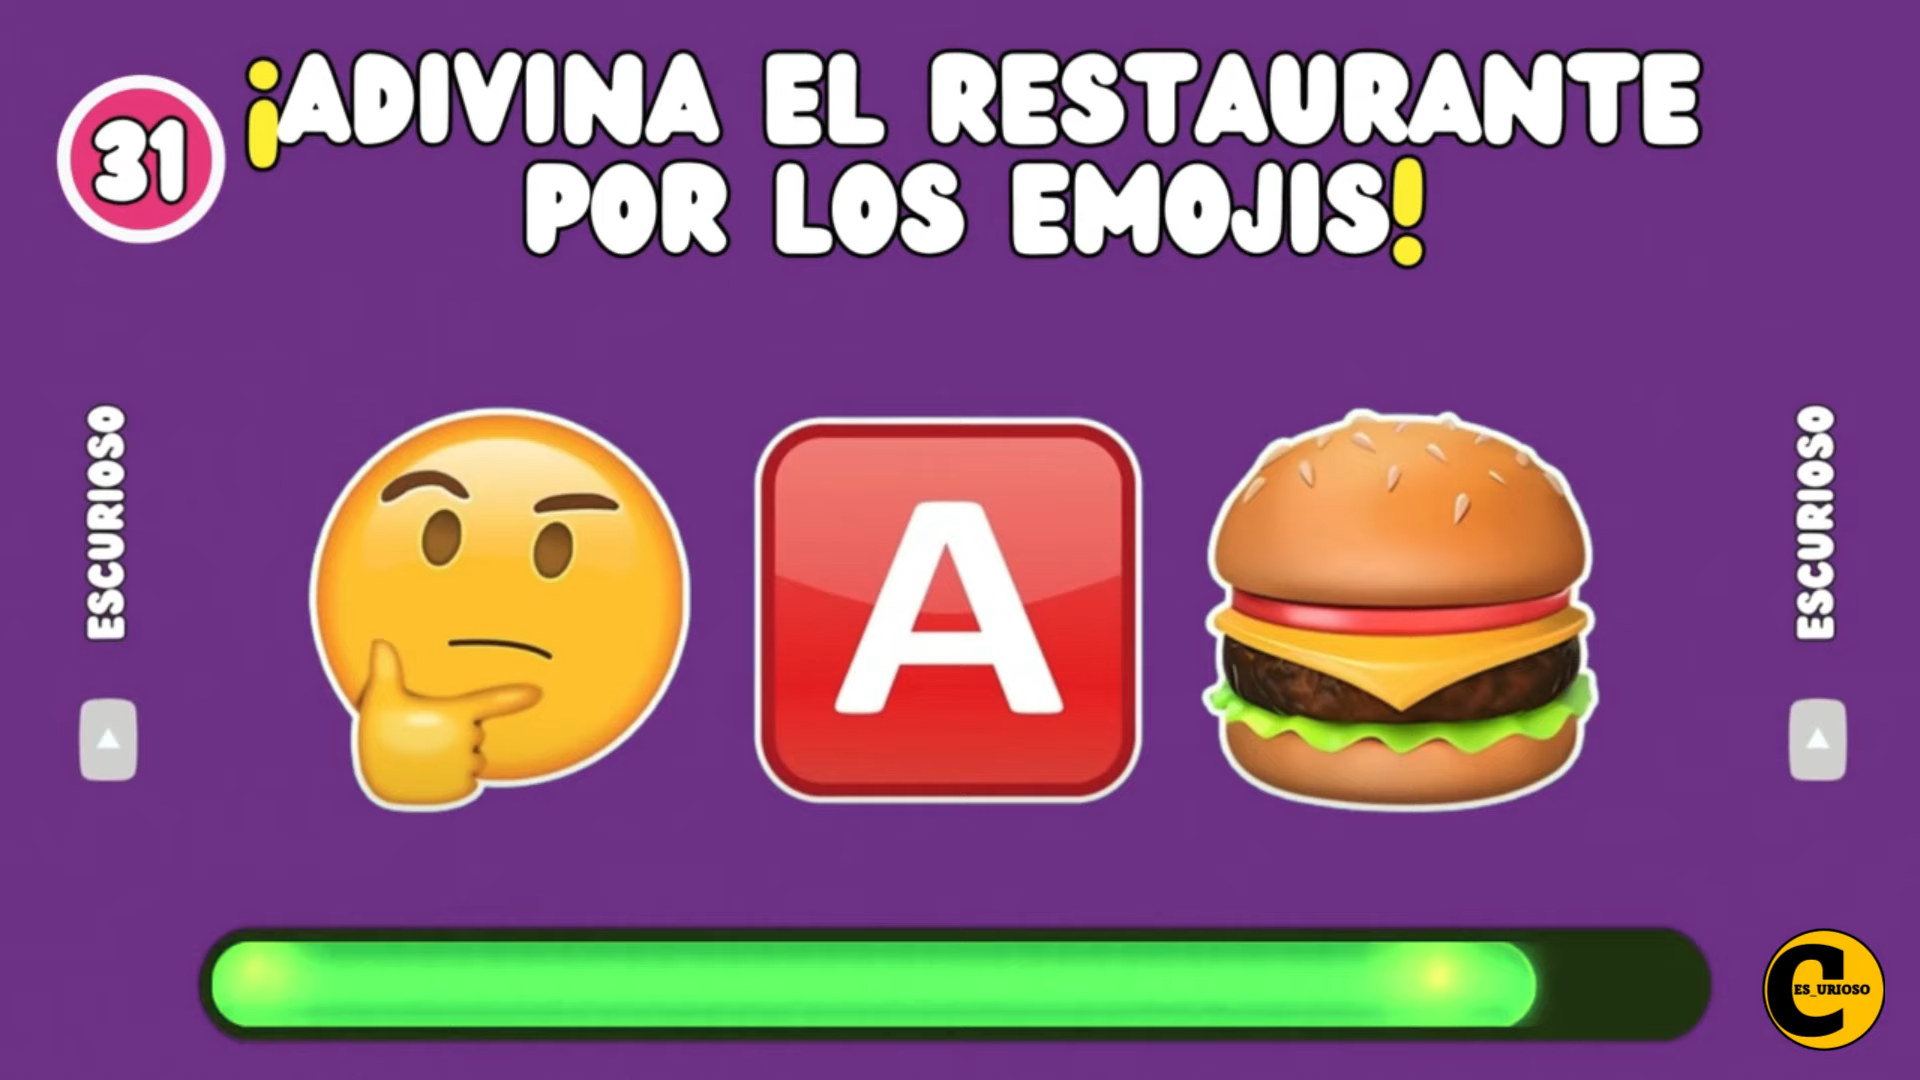 31
¡ADIVINA EL RESTAURANTE
POR LOS EMOJIS!
ESCURIOSO
A
ESCURIOSO
C
ES_URIOSO